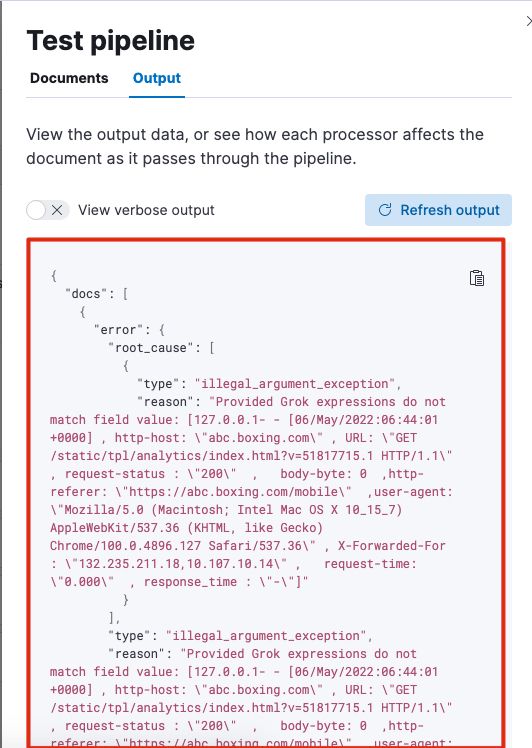 Test pipeline
Documents Output
View the output data, or see how each processor affects the
document as it passes through the pipeline.
View verbose output Refresh output
{
"docs": [
{
"error": {
"root_cause": [
{
"type": "illegal_argument_exception",
"reason": "Provided Grok expressions do not
match field value: [127.0.0.1- - [06/May/2022:06:44:01
+0000] , http-host: \"abc.boxing.com\" , URL: \"GET
/static/tpl/analytics/index.html?v=51817715.1 HTTP/1.1\"
, request-status : \"200\"  ,   body-byte: 0  ,http-
referer: \"https://abc.boxing.com/mobile\"  ,user-agent:
\"Mozilla/5.0 (Macintosh; Intel Mac OS X 10_15_7)
AppleWebKit/537.36 (KHTML, like Gecko)
Chrome/100.0.4896.127 Safari/537.36\" , X-Forwarded-For
: \"132.235.211.18,10.107.10.14\" ,   request-time:
\"0.000\"  , response_time : \"-\"]"
}
],
"type": "illegal_argument_exception",
"reason": "Provided Grok expressions do not
match field value: [127.0.0.1- - [06/May/2022:06:44:01
+0000] , http-host: \"abc.boxing.com\" , URL: \"GET
/static/tpl/analytics/index.html?v=51817715.1 HTTP/1.1\"
, request-status : \"200\"  ,   body-byte: 0  ,http-
referer: \"https://abc.boxing.com/mobile\"  ,user-agent: